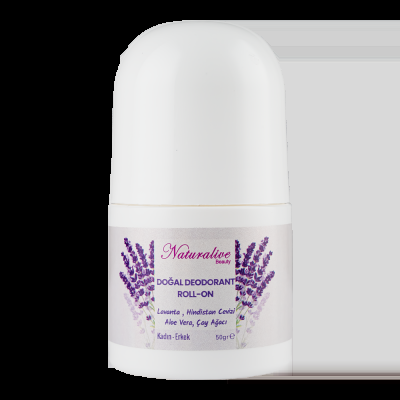 Naturalive
Beauty
DOĞAL DEODORANT
ROLL-ON
Lavanta , Hindistan Cevizi
Aloe Vera, Çay Ağacı
Kadın - Erkek 50gr℮